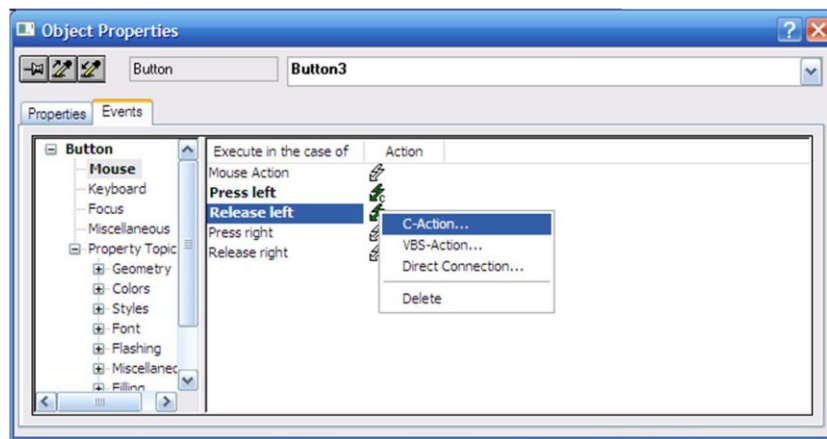 Object Properties
Button Button3
Properties Events
Button
Mouse
Keyboard
Focus
Miscellaneous
Property Topic
Geometry
Colors
Styles
Font
Flashing
Miscellanec
Filling
Execute in the case of Action
Mouse Action
Press left
Release left
Press right
Release right
C-Action...
VBS-Action...
Direct Connection...
Delete